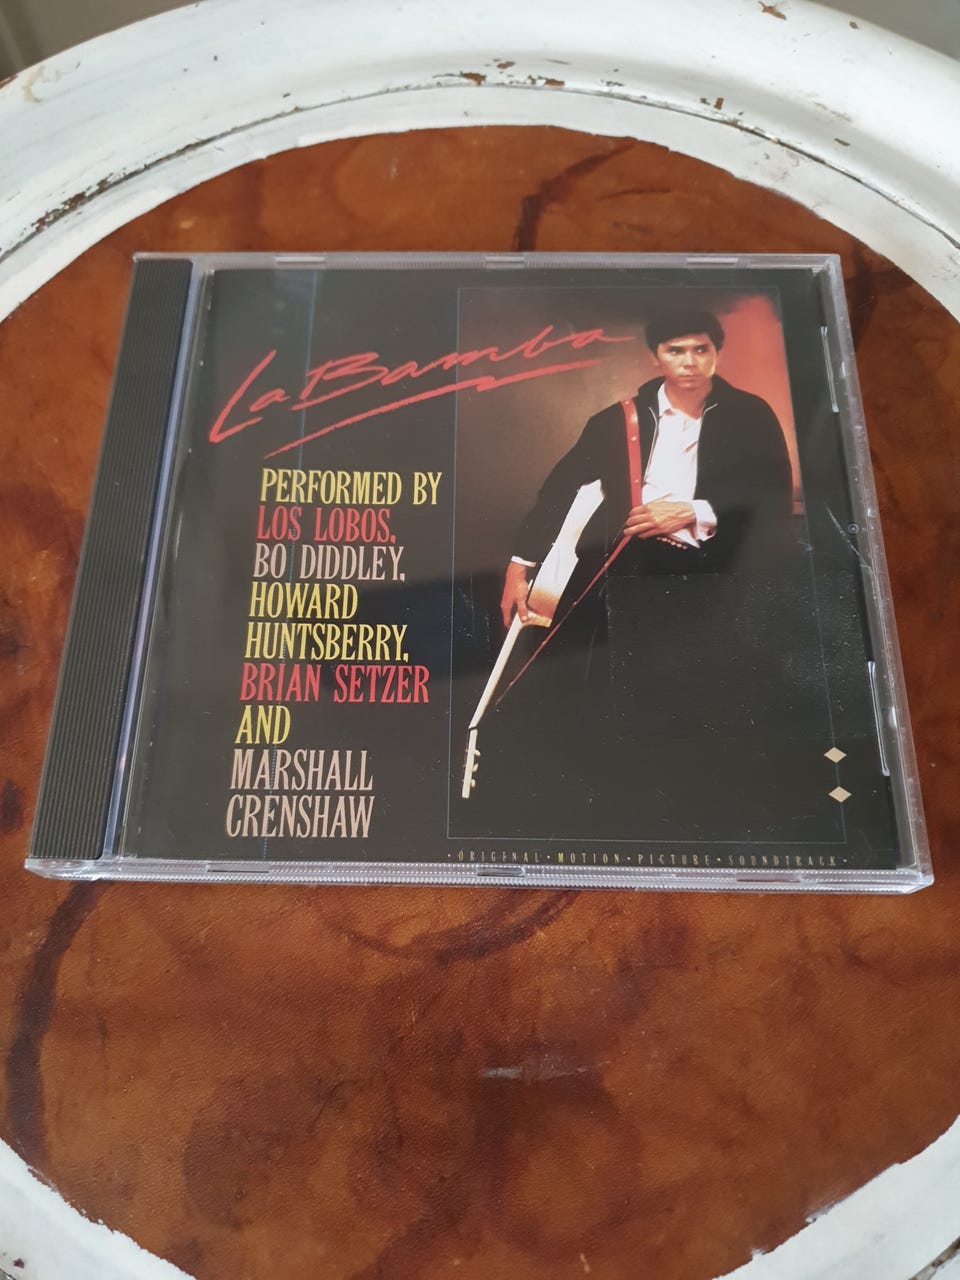 La Bamba
PERFORMED BY
LOS LOBOS,
BO DIDDLEY,
HOWARD
HUNTSBERRY,
BRIAN SETZER
AND
MARSHALL
CRENSHAW
· ORIGINAL · MOTION · PICTURE · SOUNDTRACK ·